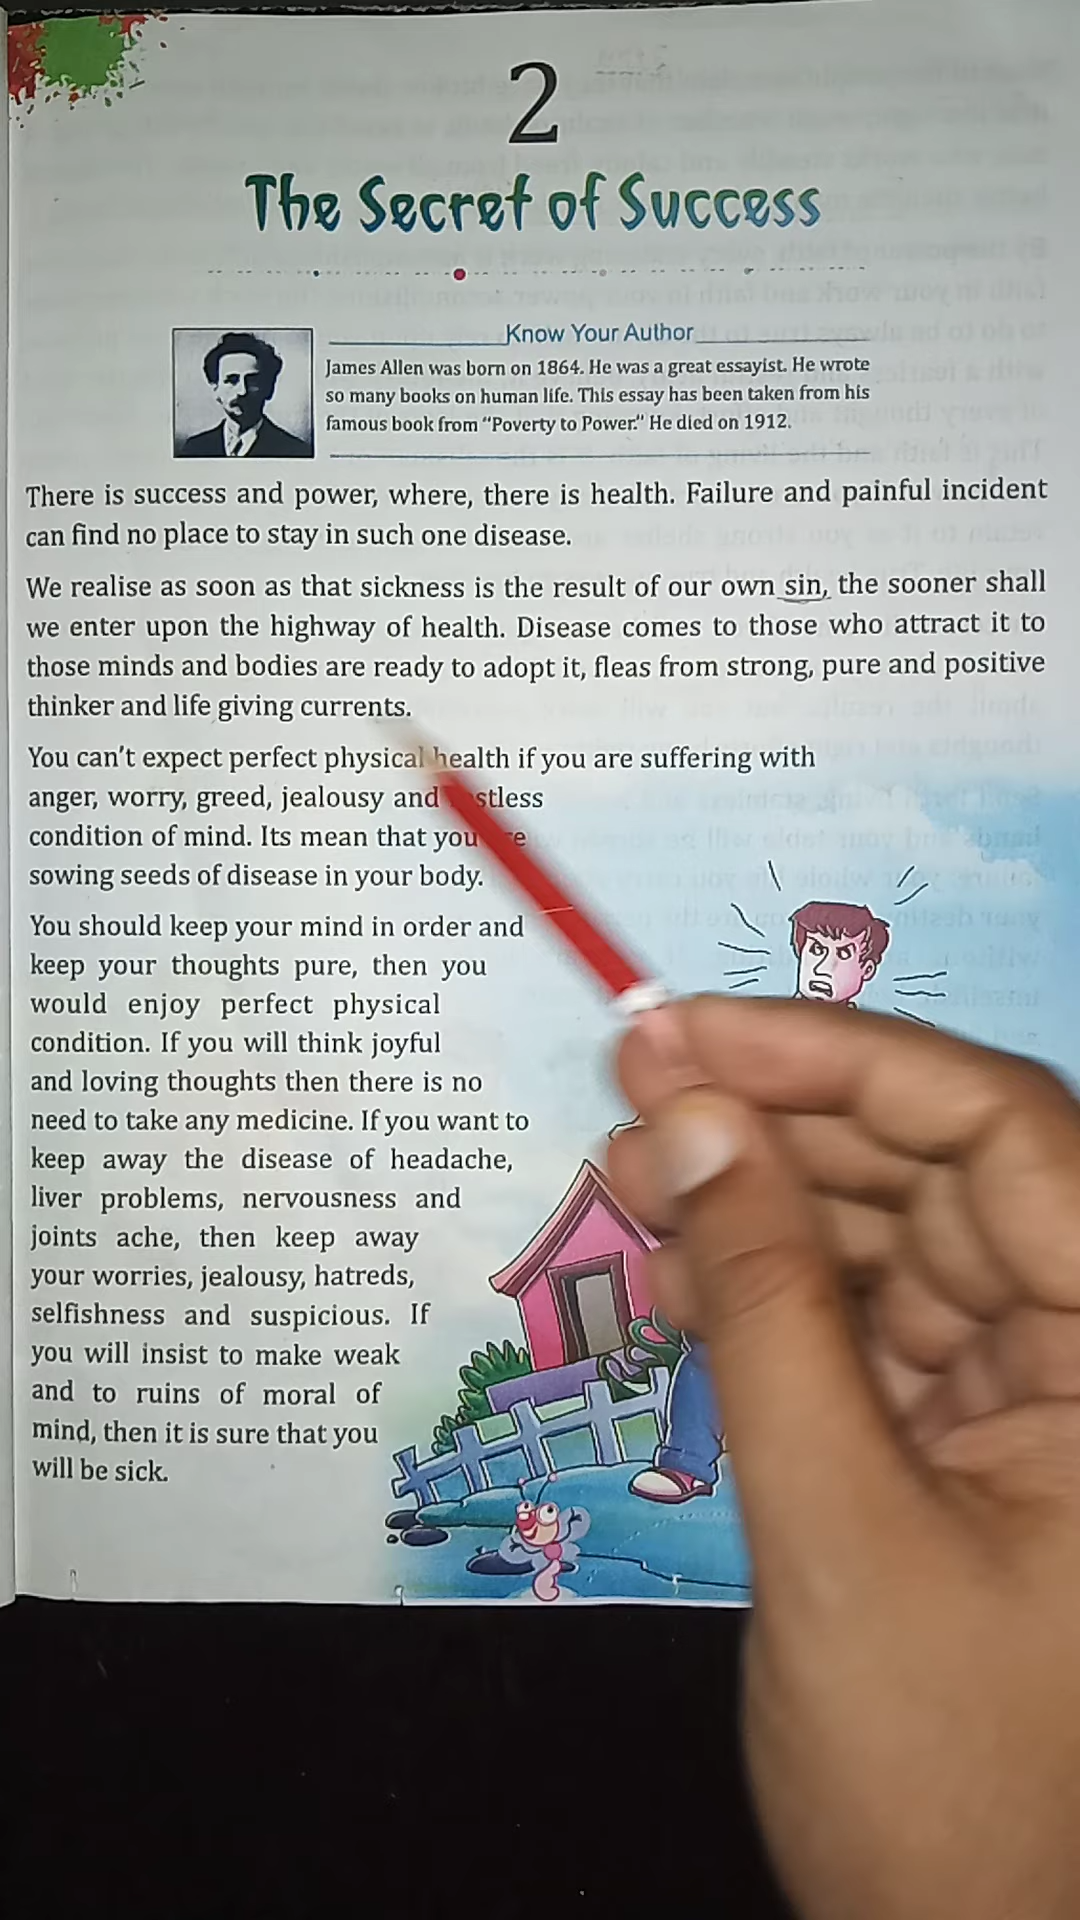 2
The Secret of Success
Know Your Author
James Allen was born on 1864. He was a great essayist. He wrote
so many books on human life. This essay has been taken from his
famous book from “Poverty to Power.” He died on 1912.
There is success and power, where, there is health. Failure and painful incident
can find no place to stay in such one disease.
We realise as soon as that sickness is the result of our own sin, the sooner shall
we enter upon the highway of health. Disease comes to those who attract it to
those minds and bodies are ready to adopt it, fleas from strong, pure and positive
thinker and life giving currents.
You can't expect perfect physical health if you are suffering with
anger, worry, greed, jealousy and
condition of mind. Its mean that you
sowing seeds of disease in your body.
You should keep your mind in order and
keep your thoughts pure, then you
would enjoy perfect physical
condition. If you will think joyful
and loving thoughts then there is no
need to take any medicine. If you want to
keep away the disease of headache,
liver problems, nervousness and
joints ache, then keep away
your worries, jealousy, hatreds,
selfishness and suspicious. If
you will insist to make weak
and to ruins of moral of
mind, then it is sure that you
will be sick.